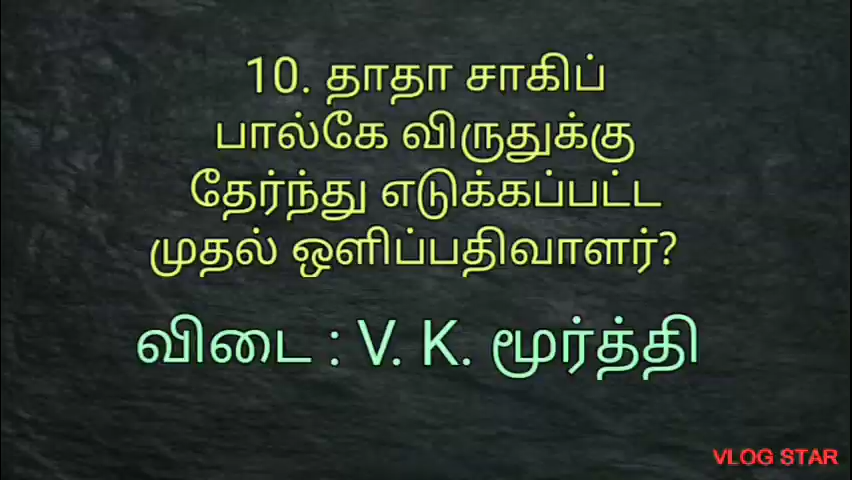 10. தாதா சாகிப்
பால்கே விருதுக்கு
தேர்ந்து எடுக்கப்பட்ட
முதல் ஒளிப்பதிவாளர்?
விடை : V. K. மூர்த்தி
VLOG STAR